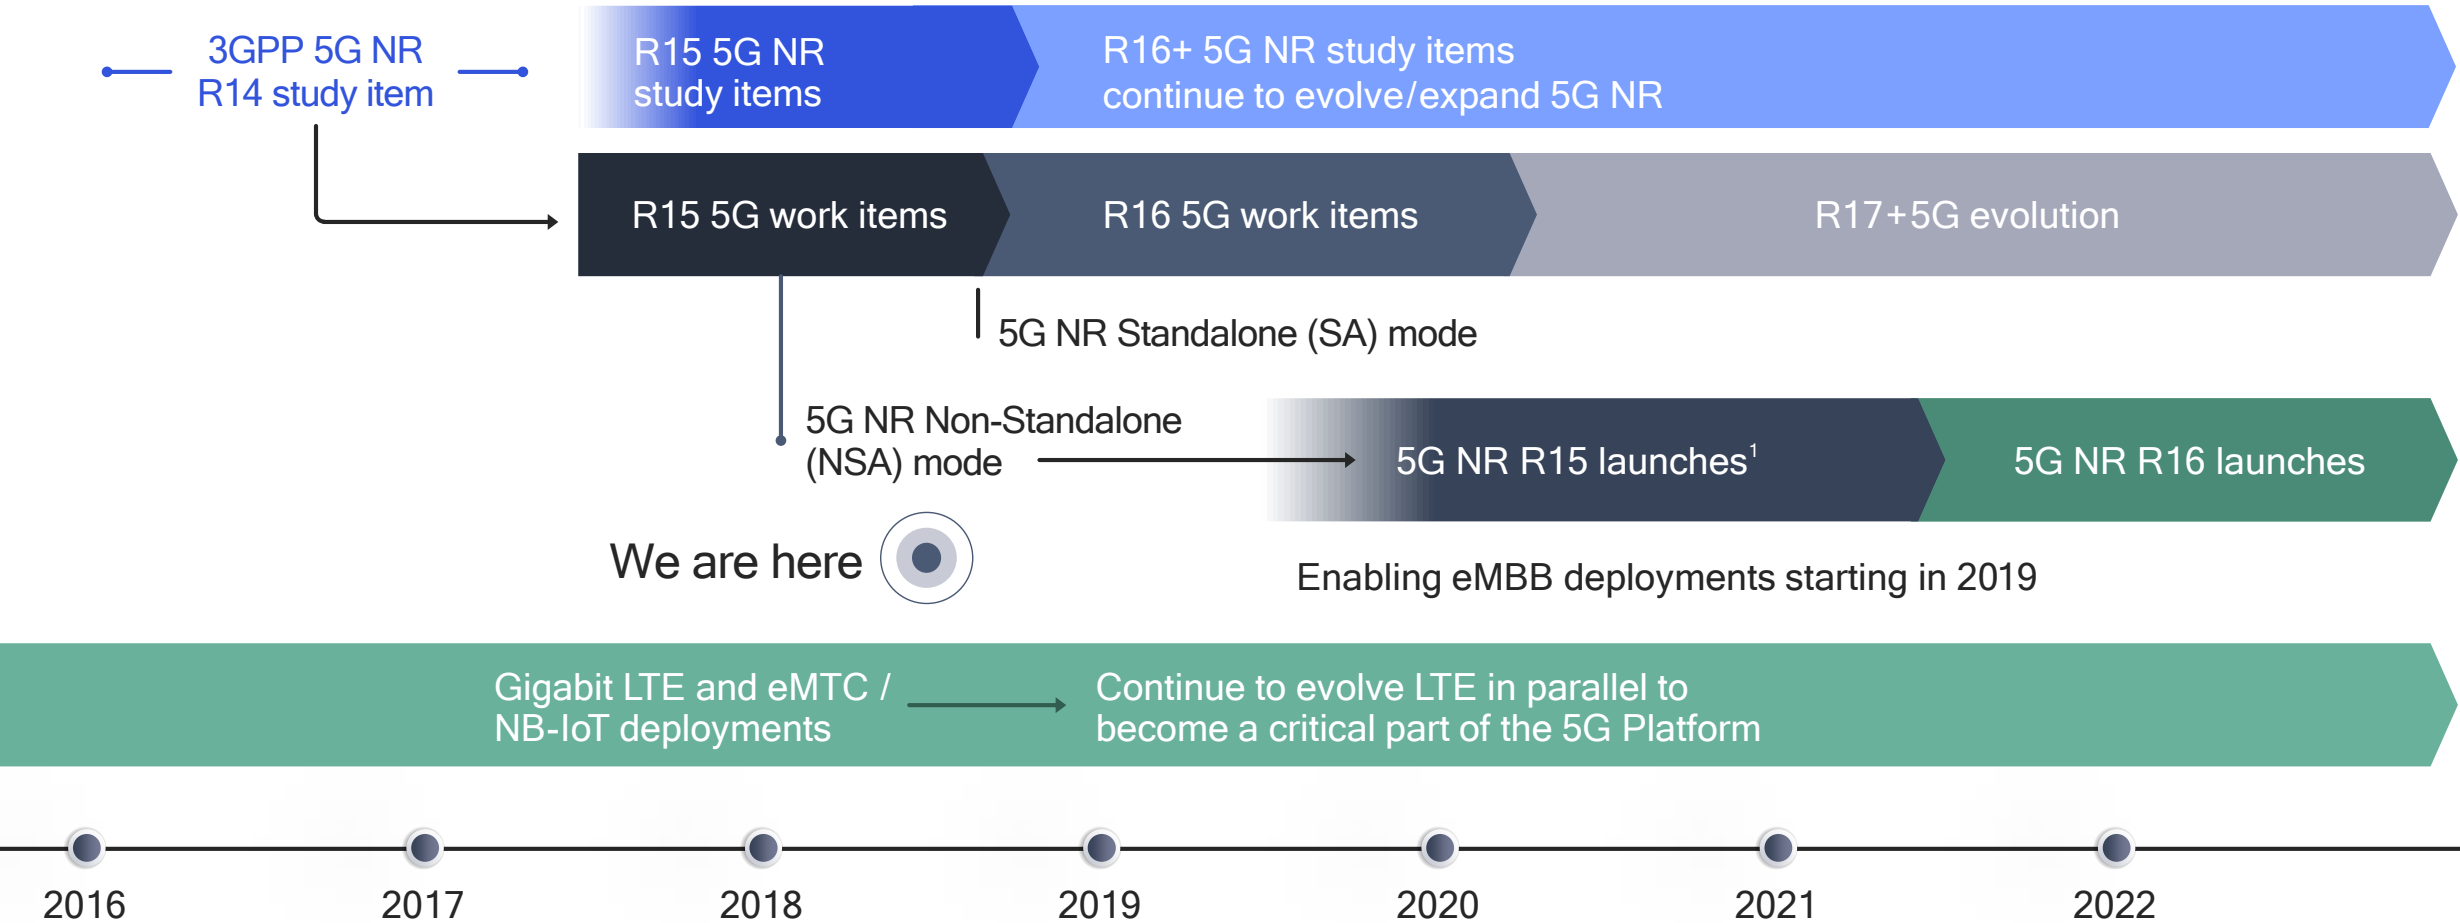 3GPP 5G NR
R14 study item
R15 5G NR
study items
R16+ 5G NR study items
continue to evolve/expand 5G NR
R15 5G work items
R16 5G work items
R17+5G evolution
5G NR Standalone (SA) mode
5G NR Non-Standalone
(NSA) mode
5G NR R15 launches¹
5G NR R16 launches
We are here
Enabling eMBB deployments starting in 2019
Gigabit LTE and eMTC /
NB-IoT deployments
Continue to evolve LTE in parallel to
become a critical part of the 5G Platform
2016
2017
2018
2019
2020
2021
2022